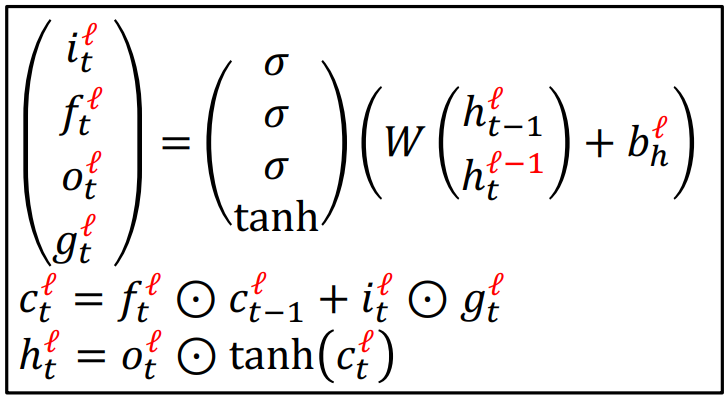 (i_t^ℓ f_t^ℓ o_t^ℓ g_t^ℓ) = (σ σ σ tanh) (W (h_{t−1}^ℓ h_t^{ℓ−1}) + b_h^ℓ)
c_t^ℓ = f_t^ℓ ⊙ c_{t−1}^ℓ + i_t^ℓ ⊙ g_t^ℓ
h_t^ℓ = o_t^ℓ ⊙ tanh(c_t^ℓ)